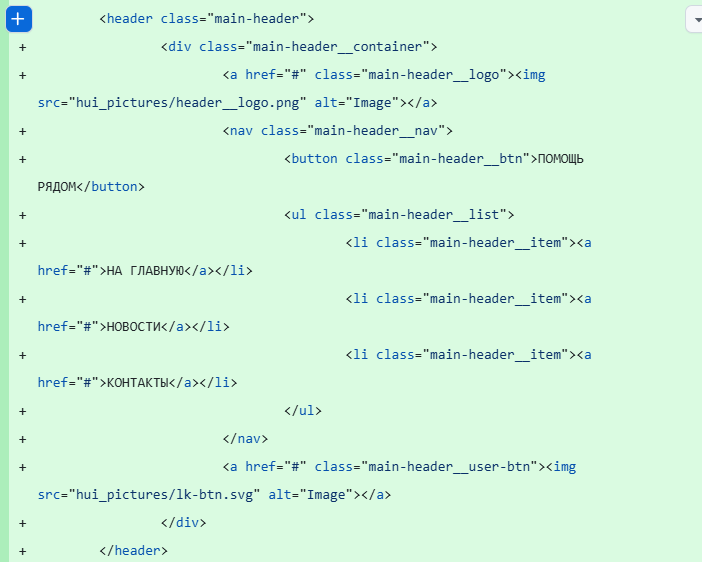 <header class="main-header">
+ <div class="main-header__container">
+ <a href="#" class="main-header__logo"><img
src="hui_pictures/header__logo.png" alt="Image"></a>
+ <nav class="main-header__nav">
+ <button class="main-header__btn">ПОМОЩЬ
РЯДОМ</button>
+ <ul class="main-header__list">
+ <li class="main-header__item"><a
href="#">НА ГЛАВНУЮ</a></li>
+ <li class="main-header__item"><a
href="#">НОВОСТИ</a></li>
+ <li class="main-header__item"><a
href="#">КОНТАКТЫ</a></li>
+ </ul>
+ </nav>
+ <a href="#" class="main-header__user-btn"><img
src="hui_pictures/lk-btn.svg" alt="Image"></a>
+ </div>
+ </header>